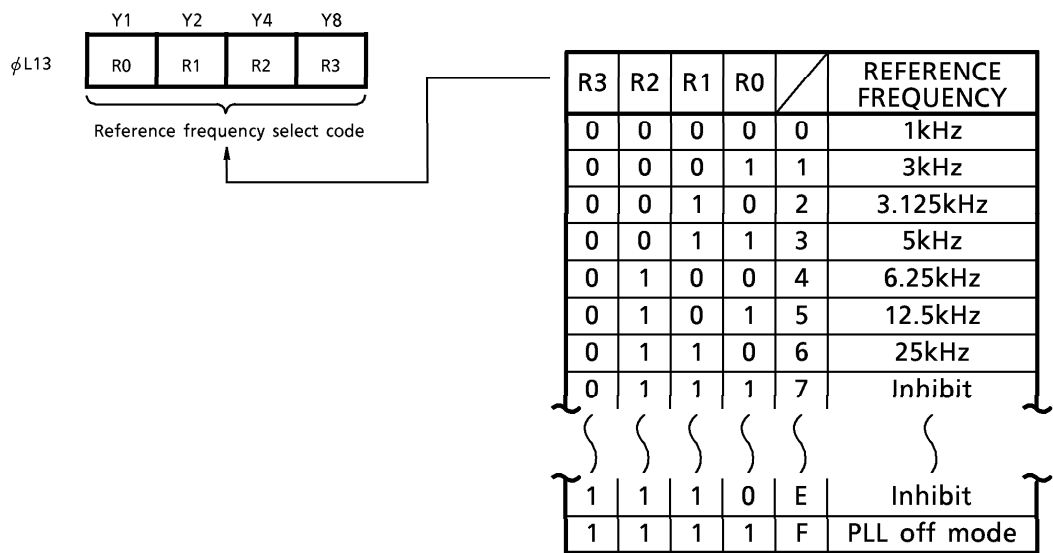 Y1 Y2 Y4 Y8
ϕL13 R0 R1 R2 R3
Reference frequency select code
R3 R2 R1 R0 REFERENCE FREQUENCY
0 0 0 0 0 1kHz
0 0 0 1 1 3kHz
0 0 1 0 2 3.125kHz
0 0 1 1 3 5kHz
0 1 0 0 4 6.25kHz
0 1 0 1 5 12.5kHz
0 1 1 0 6 25kHz
0 1 1 1 7 Inhibit
1 1 1 0 E Inhibit
1 1 1 1 F PLL off mode